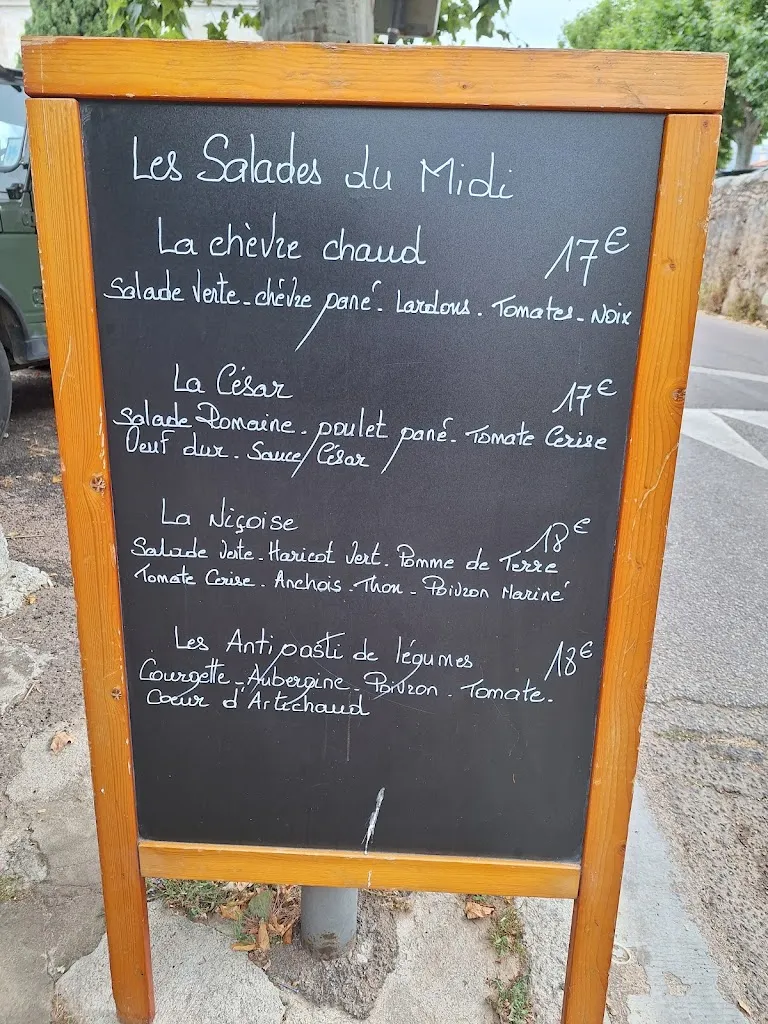 Les Salades du Midi
La chèvre chaud 17€
Salade Verte - chèvre pané - Lardons - Tomates - Noix
La César 17€
Salade Romaine - poulet pané - Tomate Cerise
Oeuf dur - Sauce César
La Niçoise 18€
Salade Verte - Haricot Vert - Pomme de Terre
Tomate Cerise - Anchois - Thon - Poivron Mariné
Les Antipasti de légumes 18€
Courgette - Aubergine - Poivron - Tomate -
Coeur d'Artichaud